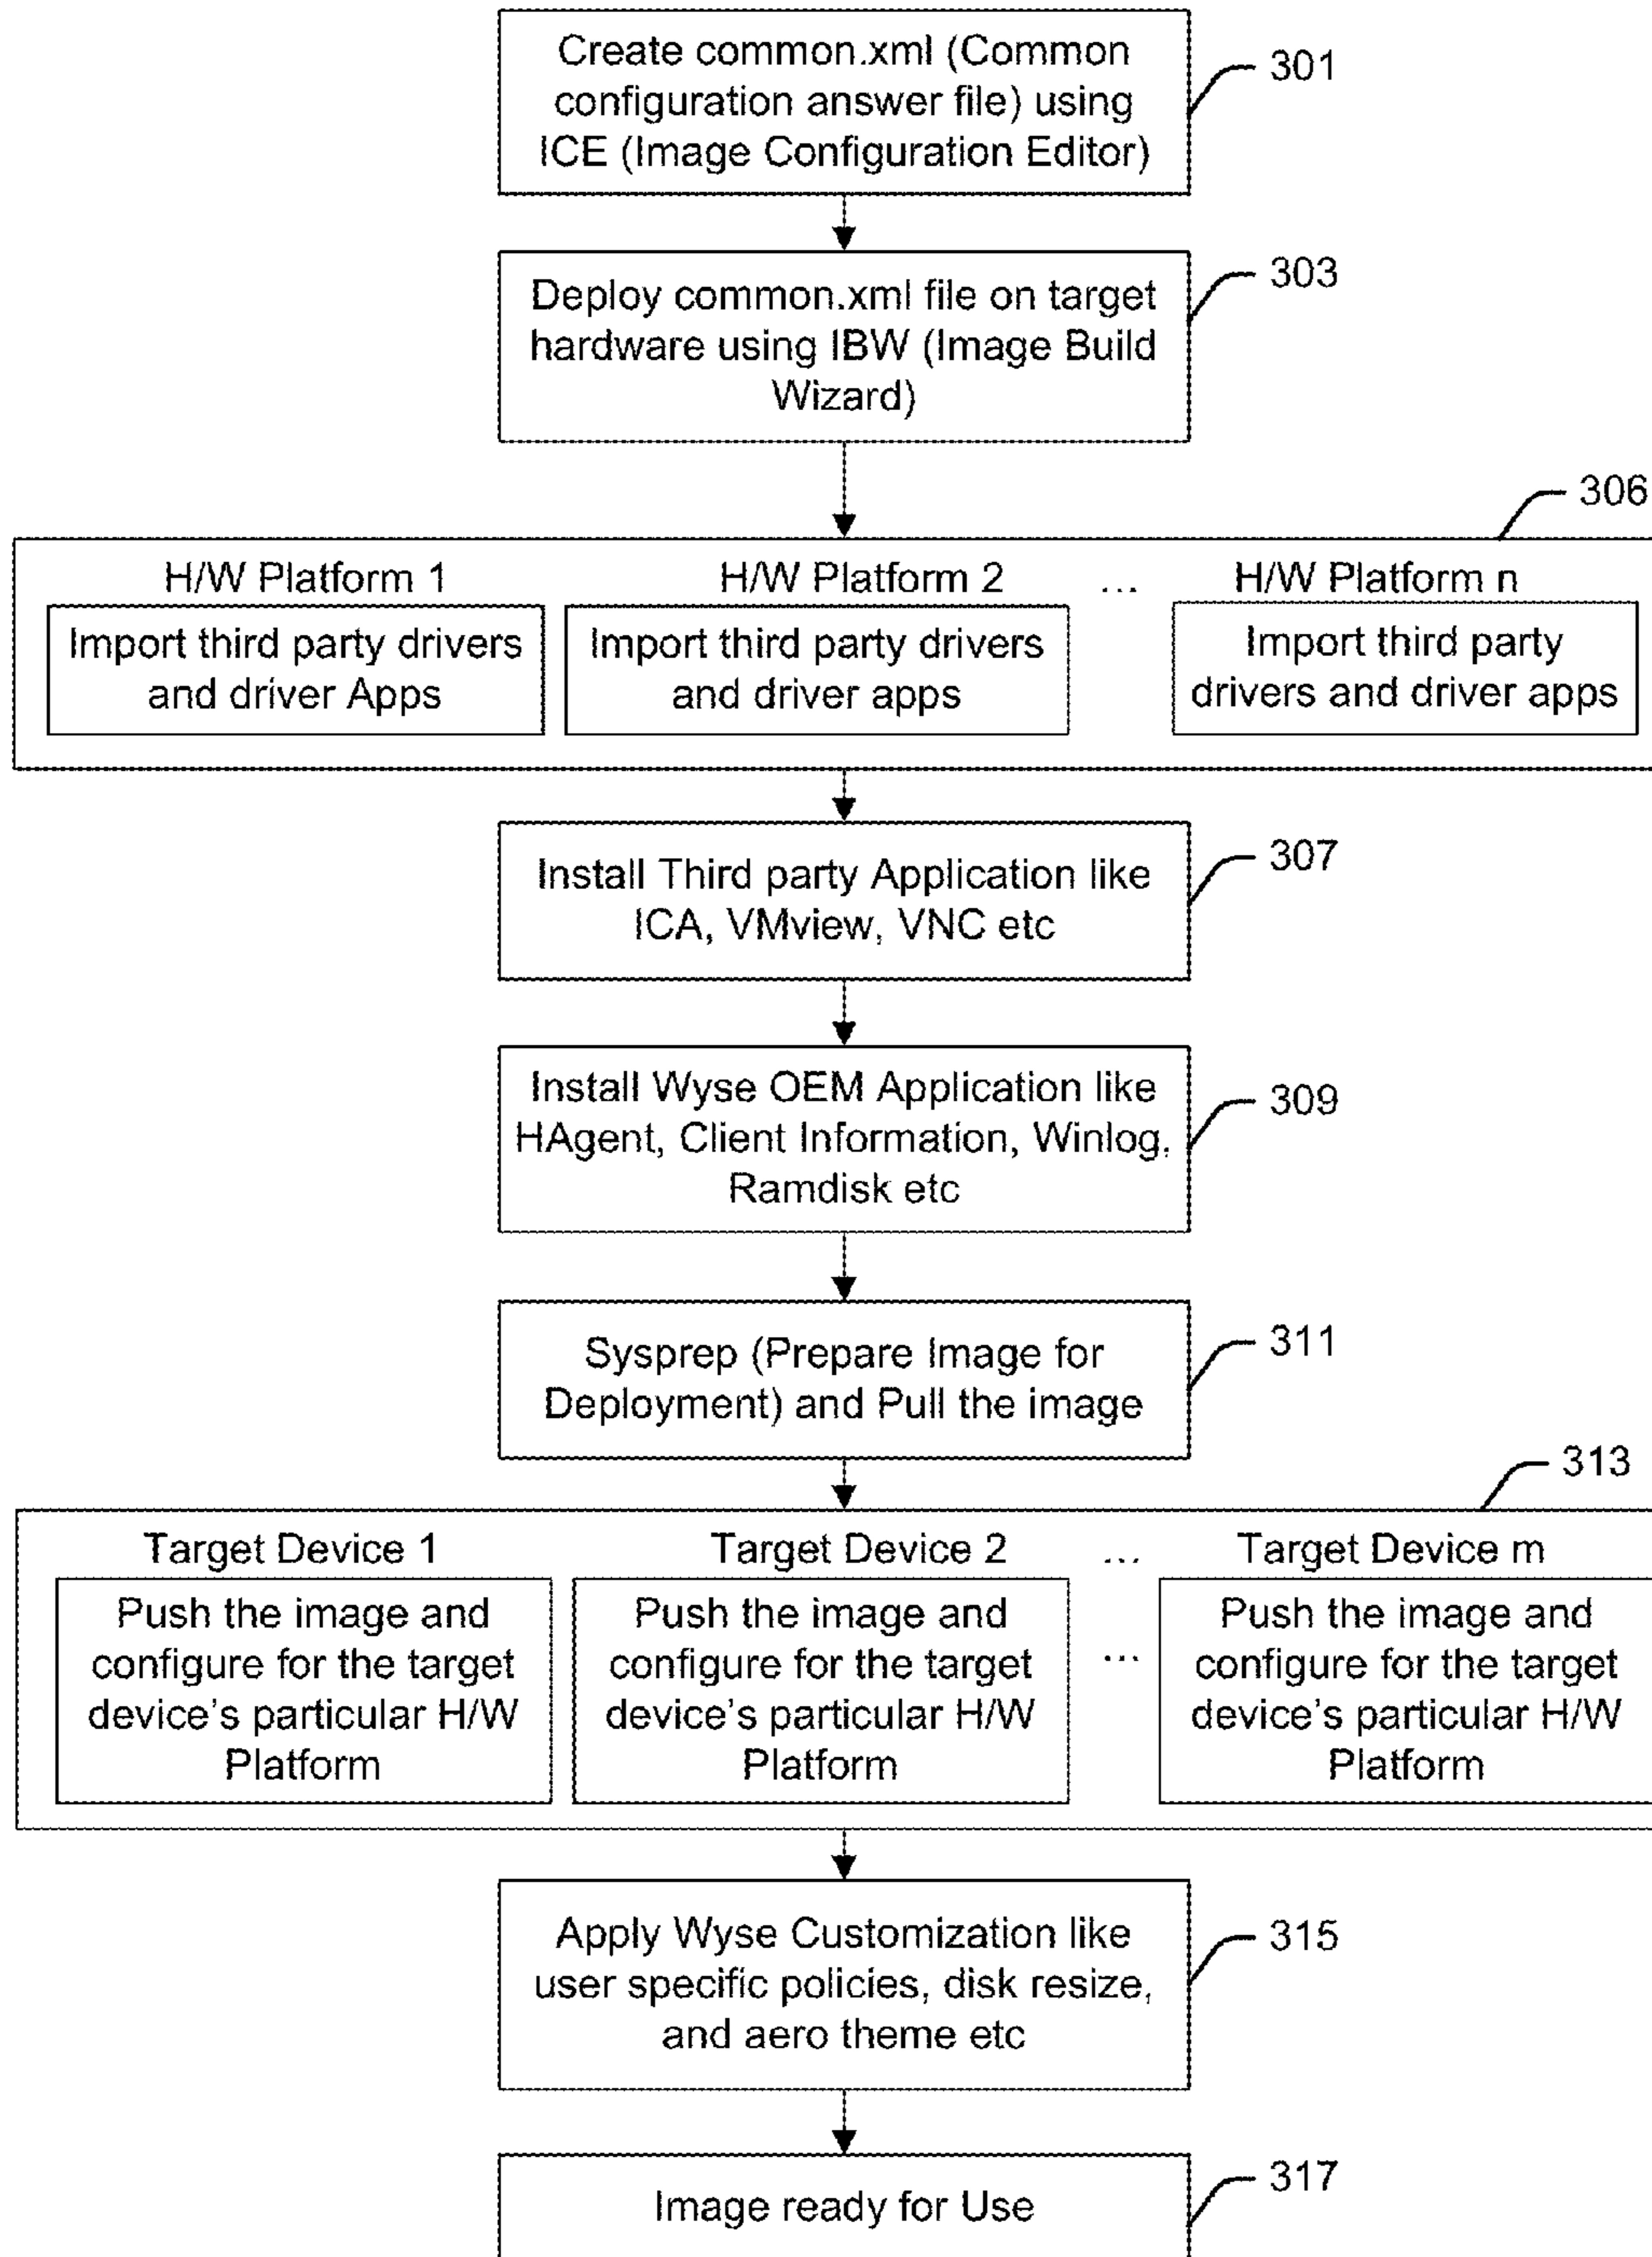 Create common.xml (Common
configuration answer file) using
ICE (Image Configuration Editor)
301
Deploy common.xml file on target
hardware using IBW (Image Build
Wizard)
303
306
H/W Platform 1
Import third party drivers
and driver Apps
H/W Platform 2
Import third party drivers
and driver apps
...
H/W Platform n
Import third party
drivers and driver apps
Install Third party Application like
ICA, VMview, VNC etc
307
Install Wyse OEM Application like
HAgent, Client Information, Winlog,
Ramdisk etc
309
Sysprep (Prepare Image for
Deployment) and Pull the image
311
313
Target Device 1
Push the image and
configure for the target
device's particular H/W
Platform
Target Device 2
Push the image and
configure for the target
device's particular H/W
Platform
...
...
Target Device m
Push the image and
configure for the target
device's particular H/W
Platform
Apply Wyse Customization like
user specific policies, disk resize,
and aero theme etc
315
Image ready for Use
317